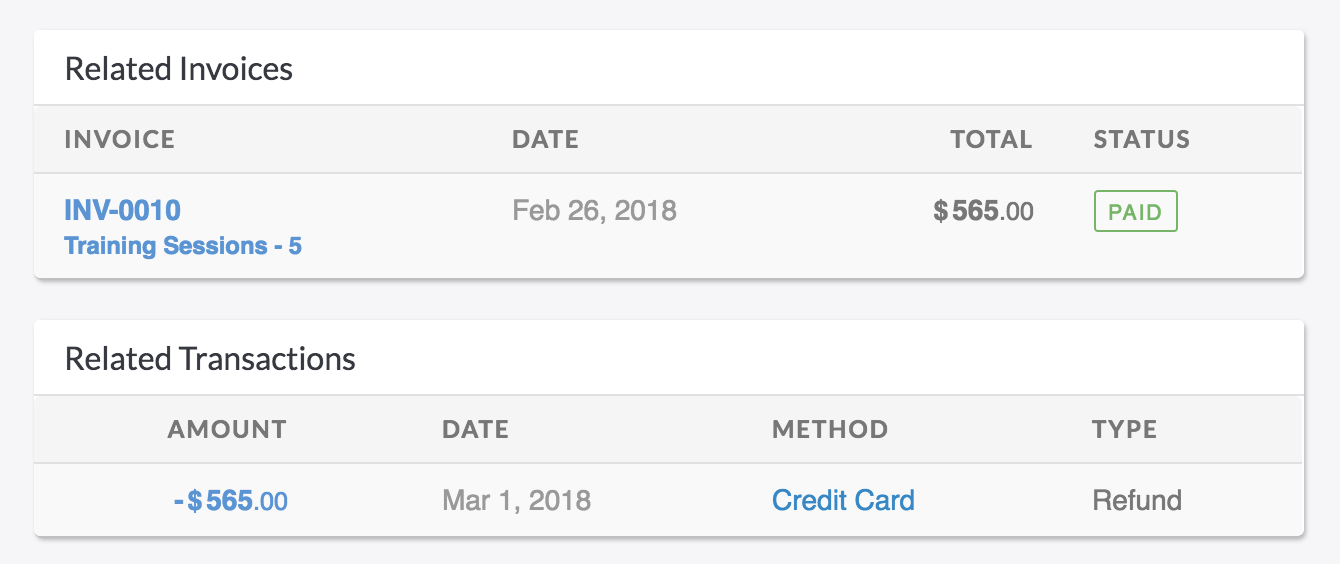 Related Invoices
INVOICE DATE TOTAL STATUS
INV-0010 Feb 26, 2018 $565.00 PAID
Training Sessions - 5
Related Transactions
AMOUNT DATE METHOD TYPE
-$565.00 Mar 1, 2018 Credit Card Refund